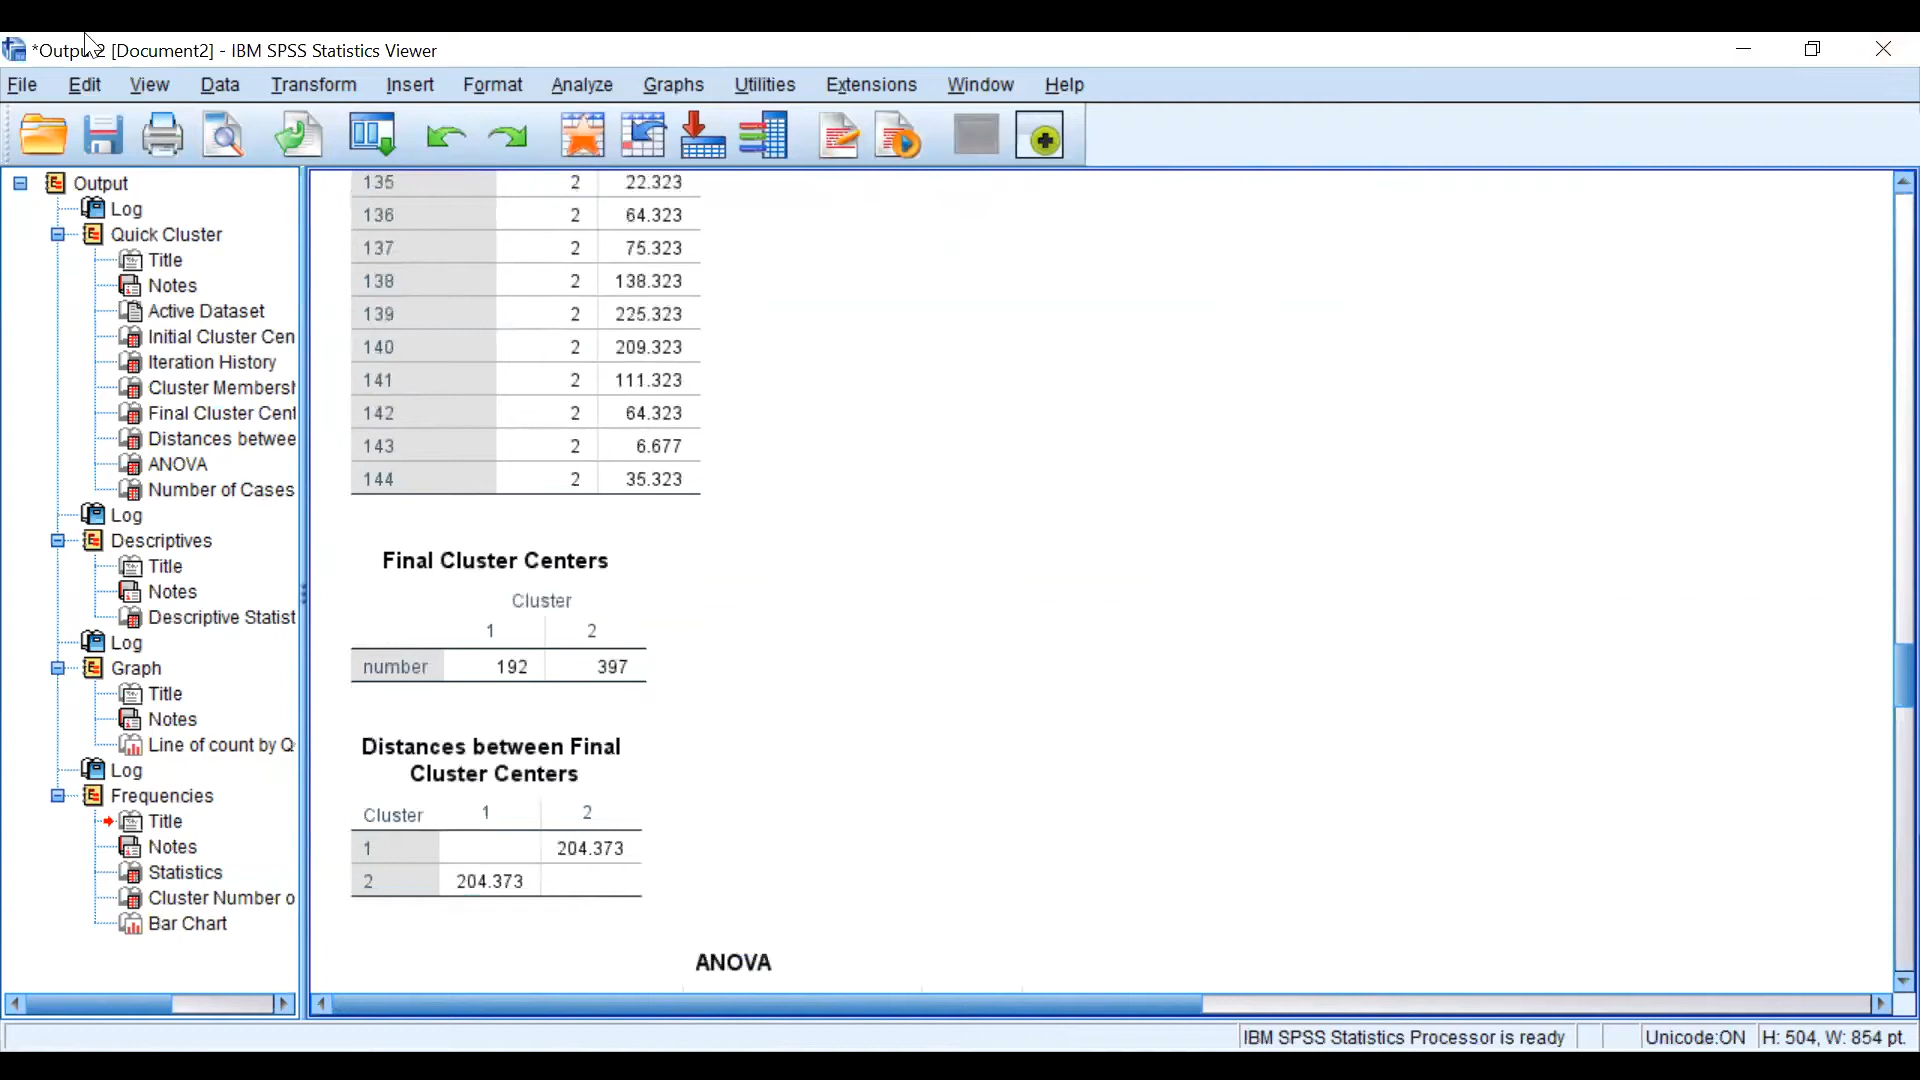 *Output2 [Document2] - IBM SPSS Statistics Viewer
File Edit View Data Transform Insert Format Analyze Graphs Utilities Extensions Window Help
Output
Log
Quick Cluster
Title
Notes
Active Dataset
Initial Cluster Cen
Iteration History
Cluster Membersh
Final Cluster Cent
Distances betwee
ANOVA
Number of Cases
Log
Descriptives
Title
Notes
Descriptive Statist
Log
Graph
Title
Notes
Line of count by Q
Log
Frequencies
Title
Notes
Statistics
Cluster Number o
Bar Chart
135 2 22.323
136 2 64.323
137 2 75.323
138 2 138.323
139 2 225.323
140 2 209.323
141 2 111.323
142 2 64.323
143 2 6.677
144 2 35.323
Final Cluster Centers
Cluster
1 2
number 192 397
Distances between Final
Cluster Centers
Cluster 1 2
1 204.373
2 204.373
ANOVA
IBM SPSS Statistics Processor is ready Unicode:ON H: 504, W: 854 pt.